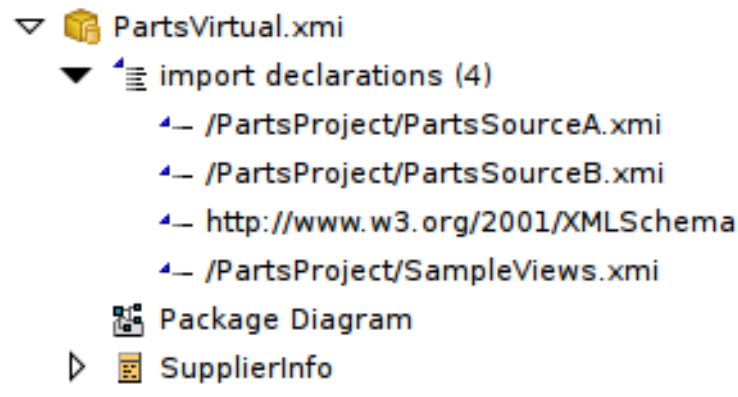 PartsVirtual.xmi
import declarations (4)
/PartsProject/PartsSourceA.xmi
/PartsProject/PartsSourceB.xmi
http://www.w3.org/2001/XMLSchema
/PartsProject/SampleViews.xmi
Package Diagram
SupplierInfo